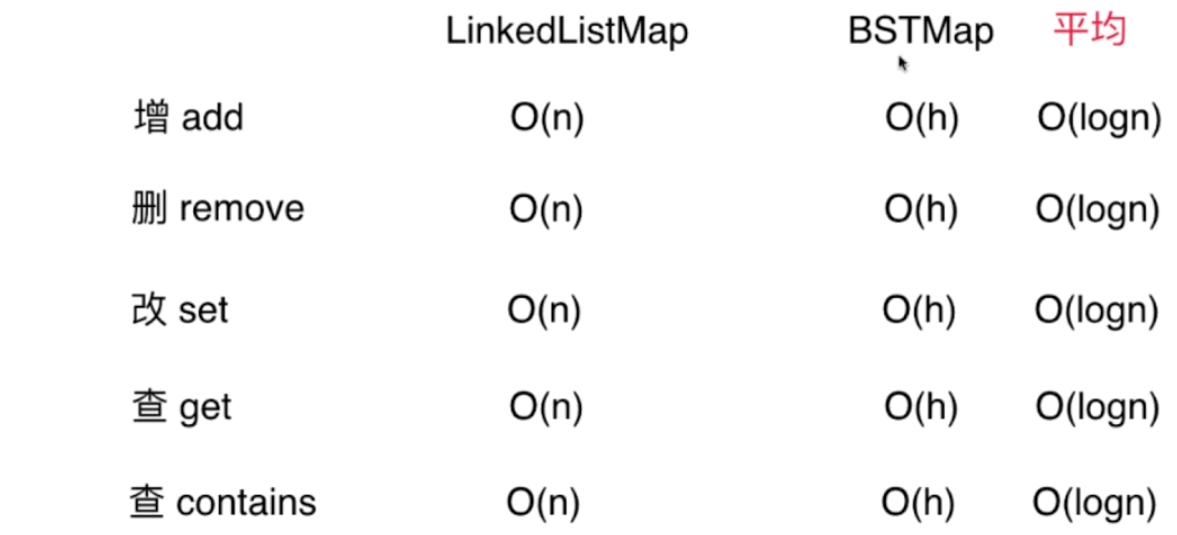 LinkedListMap BSTMap 平均
增 add O(n) O(h) O(logn)
删 remove O(n) O(h) O(logn)
改 set O(n) O(h) O(logn)
查 get O(n) O(h) O(logn)
查 contains O(n) O(h) O(logn)